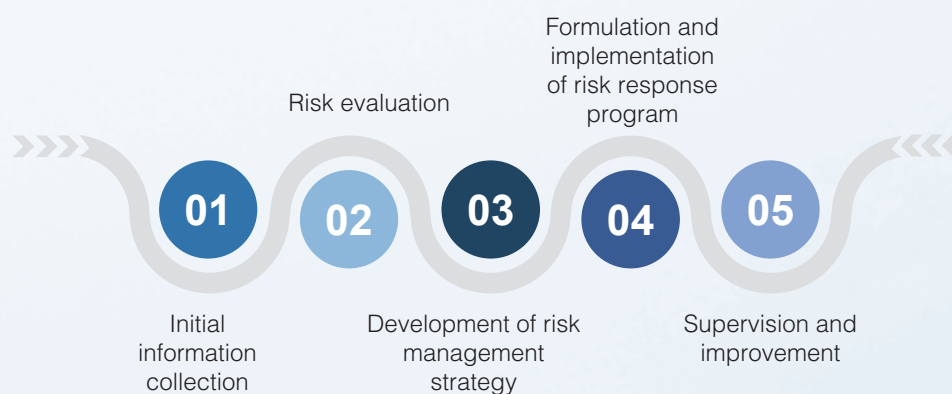 Formulation and
implementation
of risk response
program
Risk evaluation
01
02
03
04
05
Initial
information
collection
Development of risk
management
strategy
Supervision and
improvement